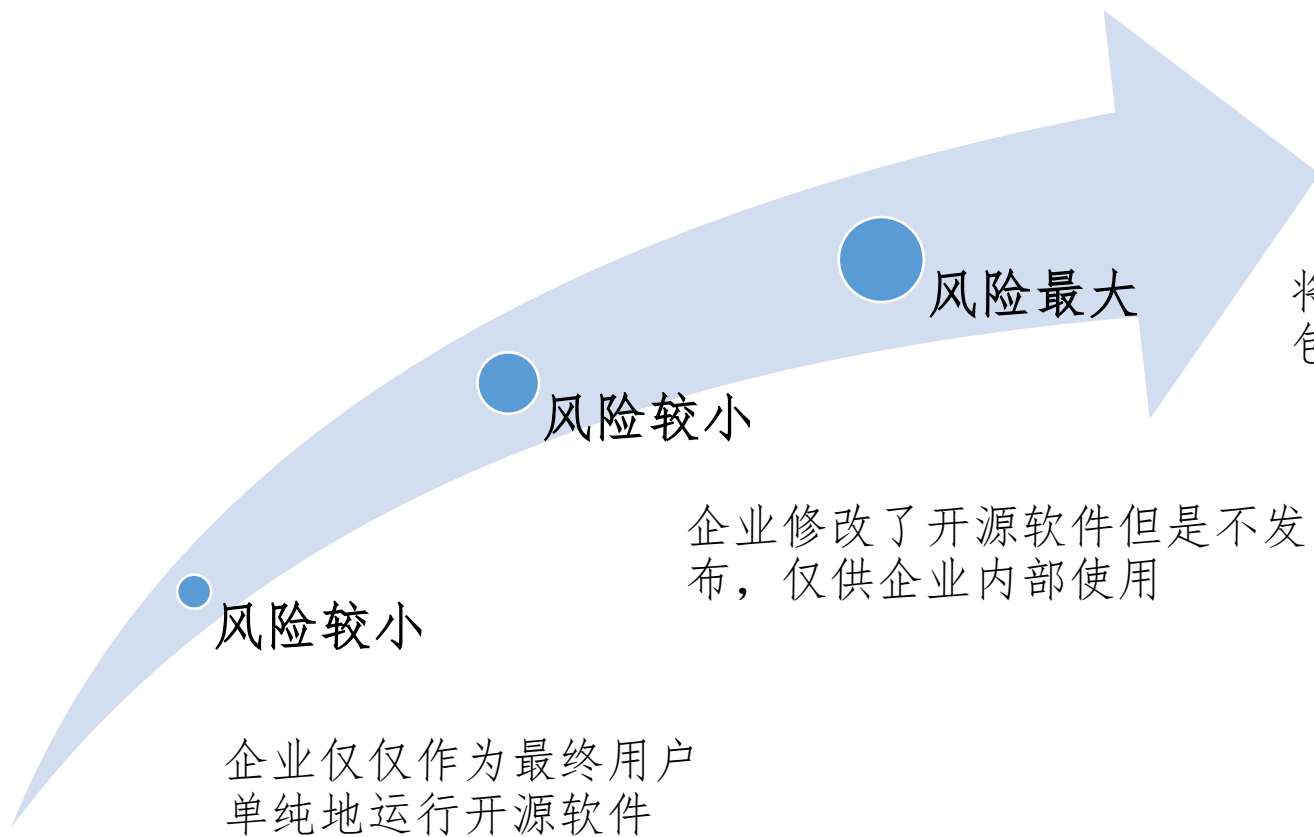 风险最大
将
包
风险较小
企业修改了开源软件但是不发
布，仅供企业内部使用
风险较小
企业仅仅作为最终用户
单纯地运行开源软件